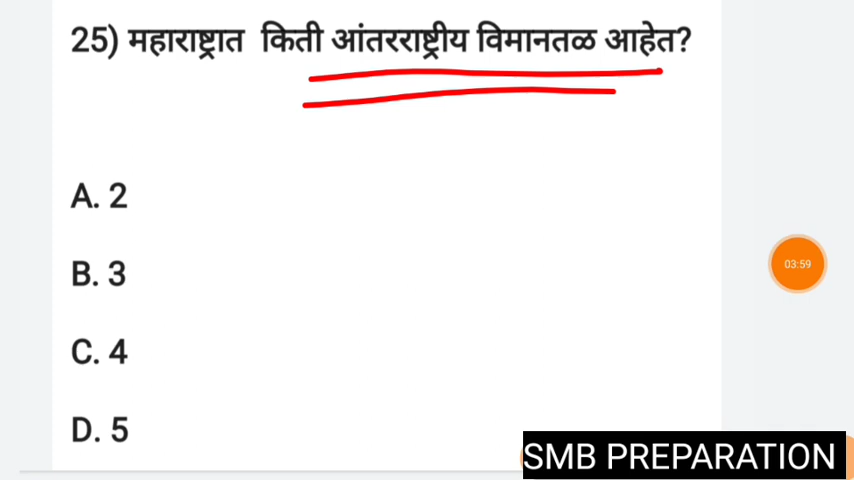 25) महाराष्ट्रात किती आंतरराष्ट्रीय विमानतळ आहेत?
A. 2
B. 3
03:59
C. 4
D. 5
SMB PREPARATION